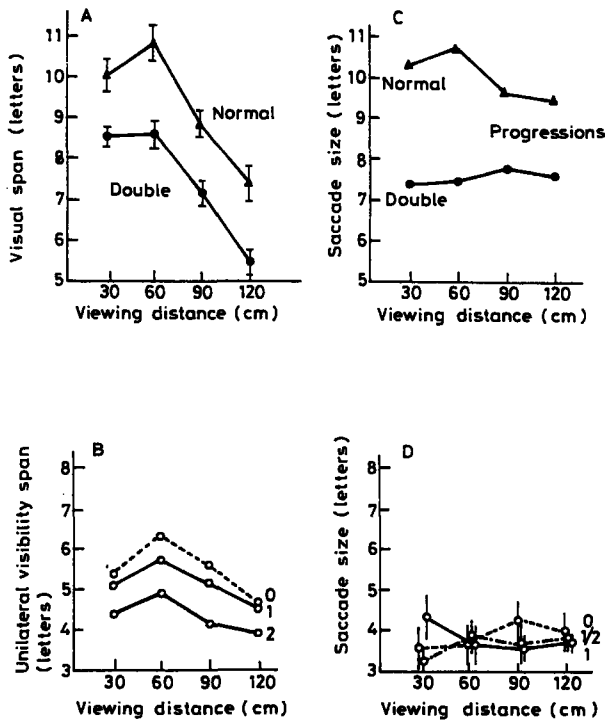 A
Visual span (letters)
11
10
9
8
7
6
5
Normal
Double
30 60 90 120
Viewing distance (cm)
C
Saccade size (letters)
11
10
9
8
7
6
5
Normal
Progressions
Double
30 60 90 120
Viewing distance (cm)
B
Unilateral visibility span
(letters)
8
7
6
5
4
3
0
1
2
30 60 90 120
Viewing distance (cm)
D
Saccade size (letters)
8
7
6
5
4
3
0
1/2
1
30 60 90 120
Viewing distance (cm)